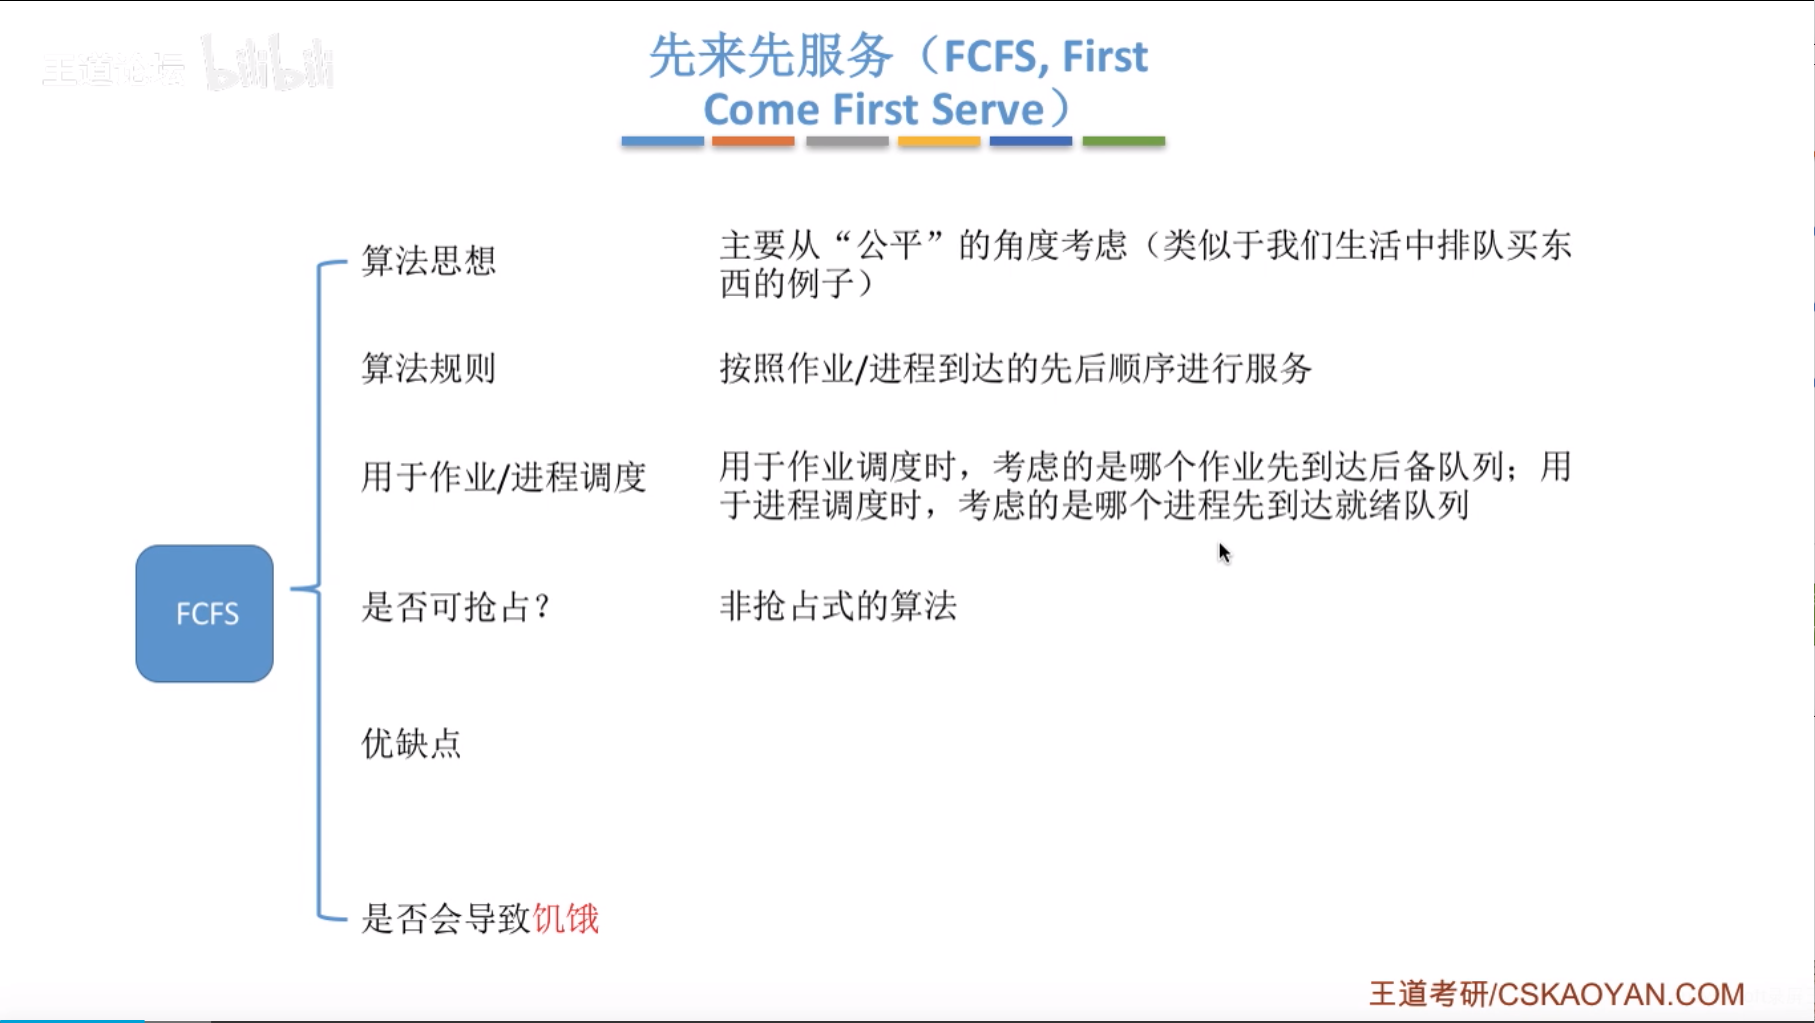 王道论坛 bilibili
先来先服务（FCFS, First
Come First Serve）
算法思想
主要从“公平”的角度考虑（类似于我们生活中排队买东
西的例子）
算法规则
按照作业/进程到达的先后顺序进行服务
用于作业/进程调度
用于作业调度时，考虑的是哪个作业先到达后备队列；用
于进程调度时，考虑的是哪个进程先到达就绪队列
FCFS
是否可抢占？
非抢占式的算法
优缺点
是否会导致饥饿
王道考研/CSKAOYAN.COM